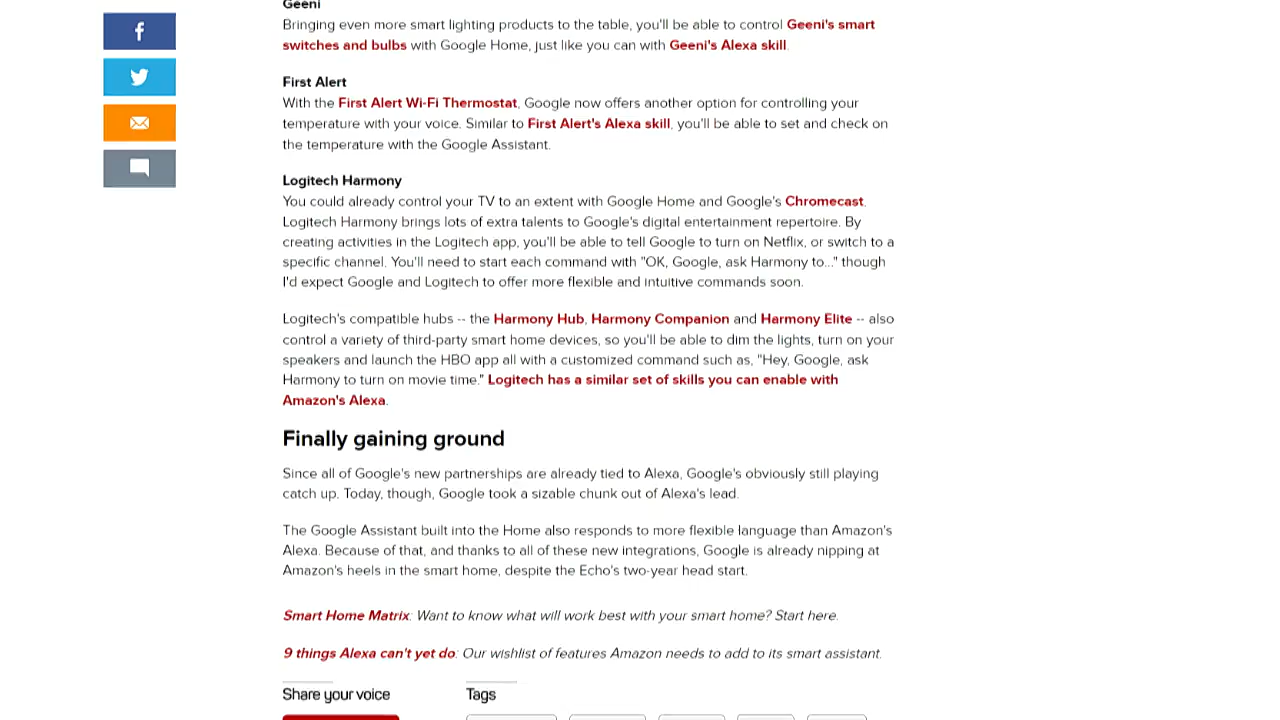 Geeni
Bringing even more smart lighting products to the table, you'll be able to control Geeni's smart
switches and bulbs with Google Home, just like you can with Geeni's Alexa skill.
First Alert
With the First Alert Wi-Fi Thermostat, Google now offers another option for controlling your
temperature with your voice. Similar to First Alert's Alexa skill, you'll be able to set and check on
the temperature with the Google Assistant.
Logitech Harmony
You could already control your TV to an extent with Google Home and Google's Chromecast.
Logitech Harmony brings lots of extra talents to Google's digital entertainment repertoire. By
creating activities in the Logitech app, you'll be able to tell Google to turn on Netflix, or switch to a
specific channel. You'll need to start each command with "OK, Google, ask Harmony to..." though
I'd expect Google and Logitech to offer more flexible and intuitive commands soon.
Logitech's compatible hubs -- the Harmony Hub, Harmony Companion and Harmony Elite -- also
control a variety of third-party smart home devices, so you'll be able to dim the lights, turn on your
speakers and launch the HBO app all with a customized command such as, "Hey, Google, ask
Harmony to turn on movie time." Logitech has a similar set of skills you can enable with
Amazon's Alexa.
Finally gaining ground
Since all of Google's new partnerships are already tied to Alexa, Google's obviously still playing
catch up. Today, though, Google took a sizable chunk out of Alexa's lead.
The Google Assistant built into the Home also responds to more flexible language than Amazon's
Alexa. Because of that, and thanks to all of these new integrations, Google is already nipping at
Amazon's heels in the smart home, despite the Echo's two-year head start.
Smart Home Matrix: Want to know what will work best with your smart home? Start here.
9 things Alexa can't yet do: Our wishlist of features Amazon needs to add to its smart assistant.
Share your voice
Tags